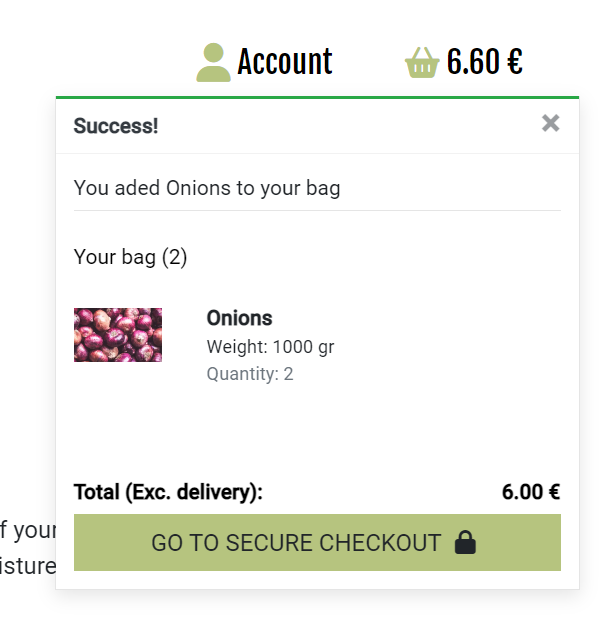 Account 6.60 €
Success!
You aded Onions to your bag
Your bag (2)
Onions
Weight: 1000 gr
Quantity: 2
Total (Exc. delivery): 6.00 €
f your
GO TO SECURE CHECKOUT
isture